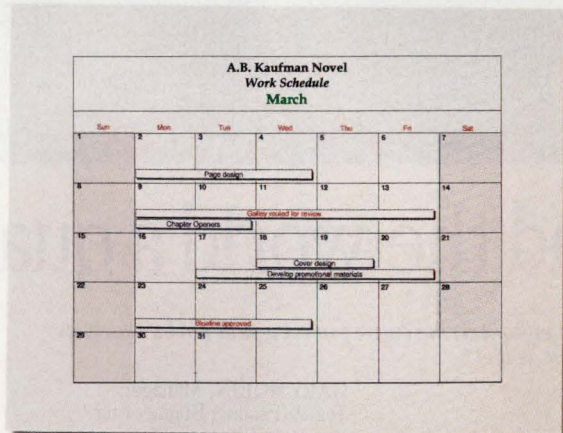 A.B. Kaufman Novel
Work Schedule
March
Sun Mon Tue Wed Thu Fri Sat
1 2 3 4 5 6 7
Page design
8 9 10 11 12 13 14
Galley routed for review
Chapter Openers
15 16 17 18 19 20 21
Cover design
Develop promotional materials
22 23 24 25 26 27 28
Blueline approved
29 30 31